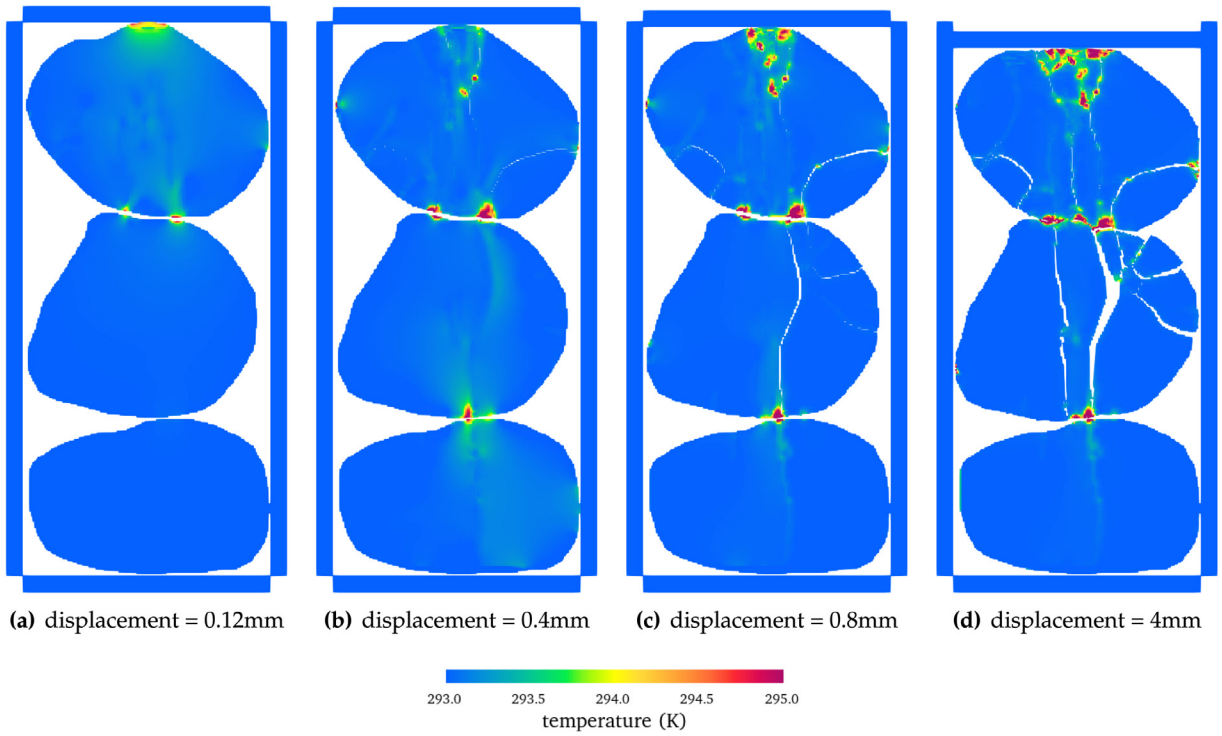 (a) displacement = 0.12mm
(b) displacement = 0.4mm
(c) displacement = 0.8mm
(d) displacement = 4mm
293.0 293.5 294.0 294.5 295.0
temperature (K)